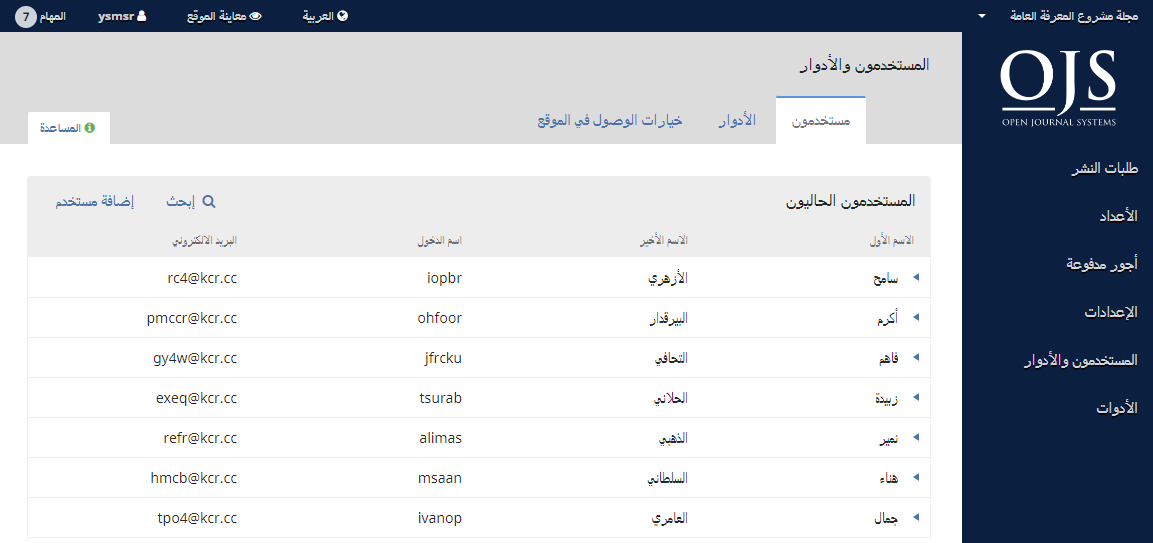 مجلة مشروع المعرفة العامة
العربية
معاينة الموقع
ysmsr
المهام 7
OJS
OPEN JOURNAL SYSTEMS
طلبات النشر
الأعداد
أجور مدفوعة
الإعدادات
المستخدمون والأدوار
الأدوات
المستخدمون والأدوار
مستخدمون الأدوار خيارات الوصول في الموقع
المساعدة
المستخدمون الحاليون إبحث إضافة مستخدم
الاسم الأول الاسم الأخير اسم الدخول البريد الالكتروني
سامح الأزهري iopbr rc4@kcr.cc
أكرم البيرقدار ohfoor pmccr@kcr.cc
فاهم التحافي jfrcku gy4w@kcr.cc
زبيدة الحلاني tsurab exeq@kcr.cc
نمير الذهبي alimas refr@kcr.cc
هناء السلطاني msaan hmcb@kcr.cc
جمال العامري ivanop tpo4@kcr.cc